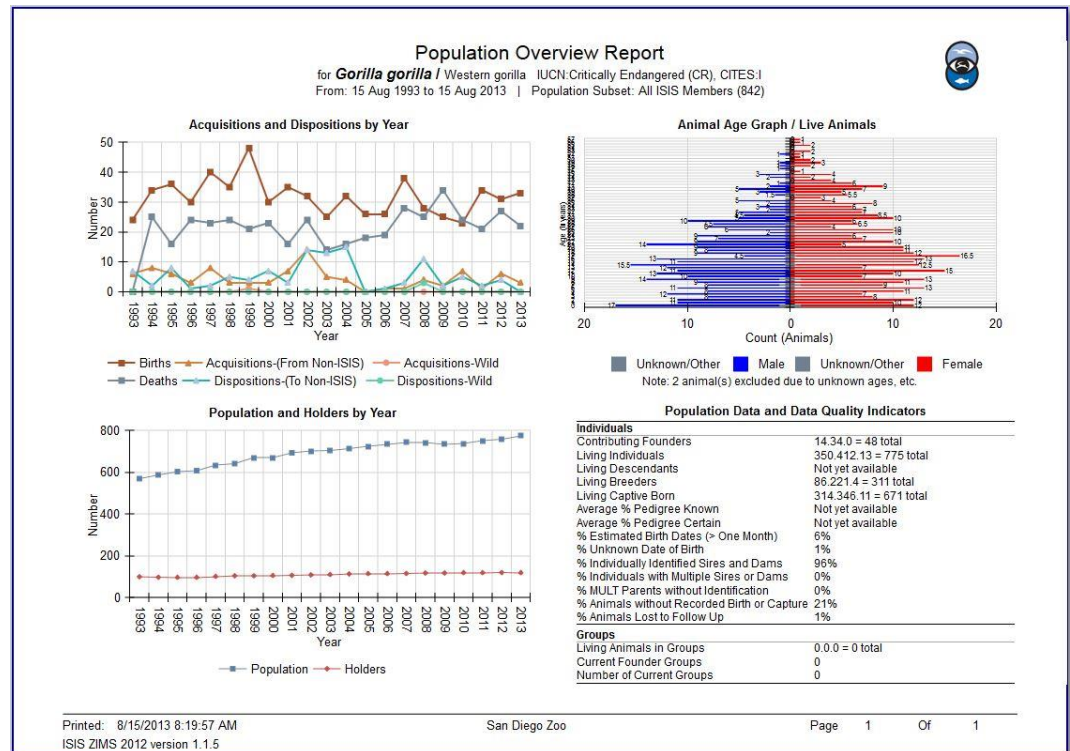 Population Overview Report
for Gorilla gorilla / Western gorilla IUCN:Critically Endangered (CR), CITES:I
From: 15 Aug 1993 to 15 Aug 2013 | Population Subset: All ISIS Members (842)
Acquisitions and Dispositions by Year
50
40
30
20
10
0
Number
1993 1994 1995 1996 1997 1998 1999 2000 2001 2002 2003 2004 2005 2006 2007 2008 2009 2010 2011 2012 2013
Year
Births Acquisitions-(From Non-ISIS) Acquisitions-Wild
Deaths Dispositions-(To Non-ISIS) Dispositions-Wild
Animal Age Graph / Live Animals
Age (In Years)
20 10 0 10 20
Count (Animals)
Unknown/Other Male Unknown/Other Female
Note: 2 animal(s) excluded due to unknown ages, etc.
Population and Holders by Year
800
600
400
200
0
Number
1993 1994 1995 1996 1997 1998 1999 2000 2001 2002 2003 2004 2005 2006 2007 2008 2009 2010 2011 2012 2013
Year
Population Holders
Population Data and Data Quality Indicators
Individuals
Contributing Founders 14.34.0 = 48 total
Living Individuals 350.412.13 = 775 total
Living Descendants Not yet available
Living Breeders 86.221.4 = 311 total
Living Captive Born 314.346.11 = 671 total
Average % Pedigree Known Not yet available
Average % Pedigree Certain Not yet available
% Estimated Birth Dates (> One Month) 6%
% Unknown Date of Birth 1%
% Individually Identified Sires and Dams 96%
% Individuals with Multiple Sires or Dams 0%
% MULT Parents without Identification 0%
% Animals without Recorded Birth or Capture 21%
% Animals Lost to Follow Up 1%
Groups
Living Animals in Groups 0.0.0 = 0 total
Current Founder Groups 0
Number of Current Groups 0
Printed: 8/15/2013 8:19:57 AM San Diego Zoo Page 1 Of 1
ISIS ZIMS 2012 version 1.1.5